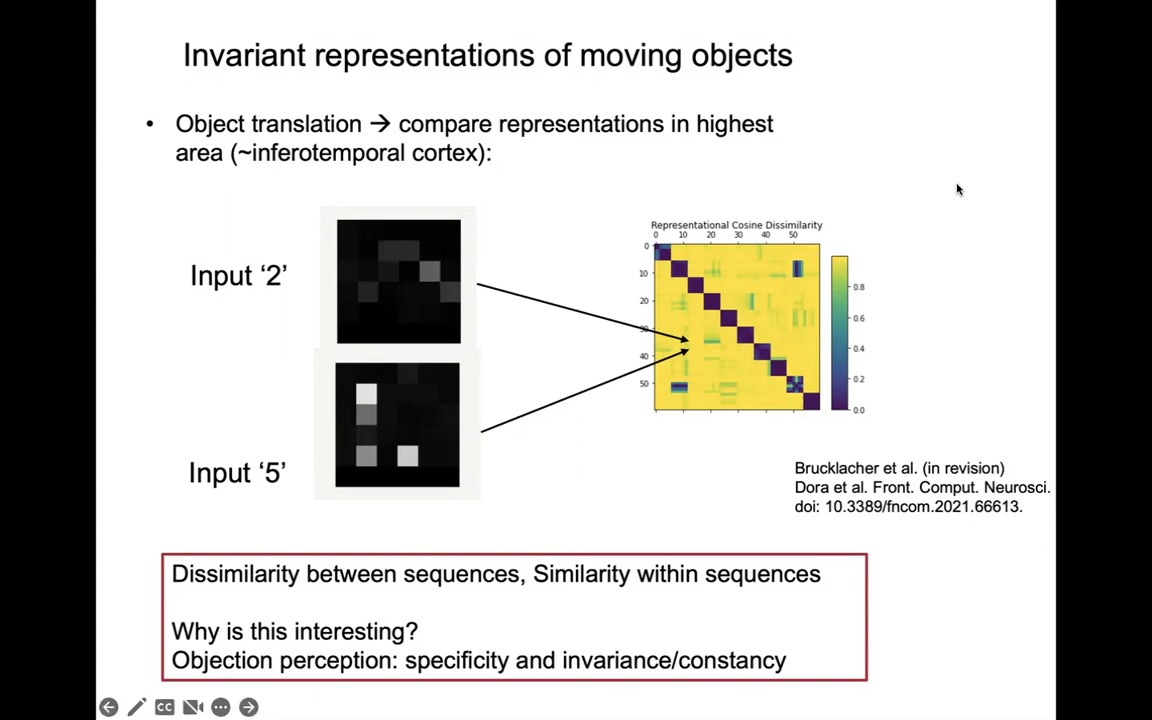 Invariant representations of moving objects
• Object translation → compare representations in highest
area (~inferotemporal cortex):
Input ‘2’
Input ‘5’
Representational Cosine Dissimilarity
0 10 20 30 40 50
0
10
20
30
40
50
0.8
0.6
0.4
0.2
0.0
Brucklacher et al. (in revision)
Dora et al. Front. Comput. Neurosci.
doi: 10.3389/fncom.2021.66613.
Dissimilarity between sequences, Similarity within sequences
Why is this interesting?
Objection perception: specificity and invariance/constancy
CC